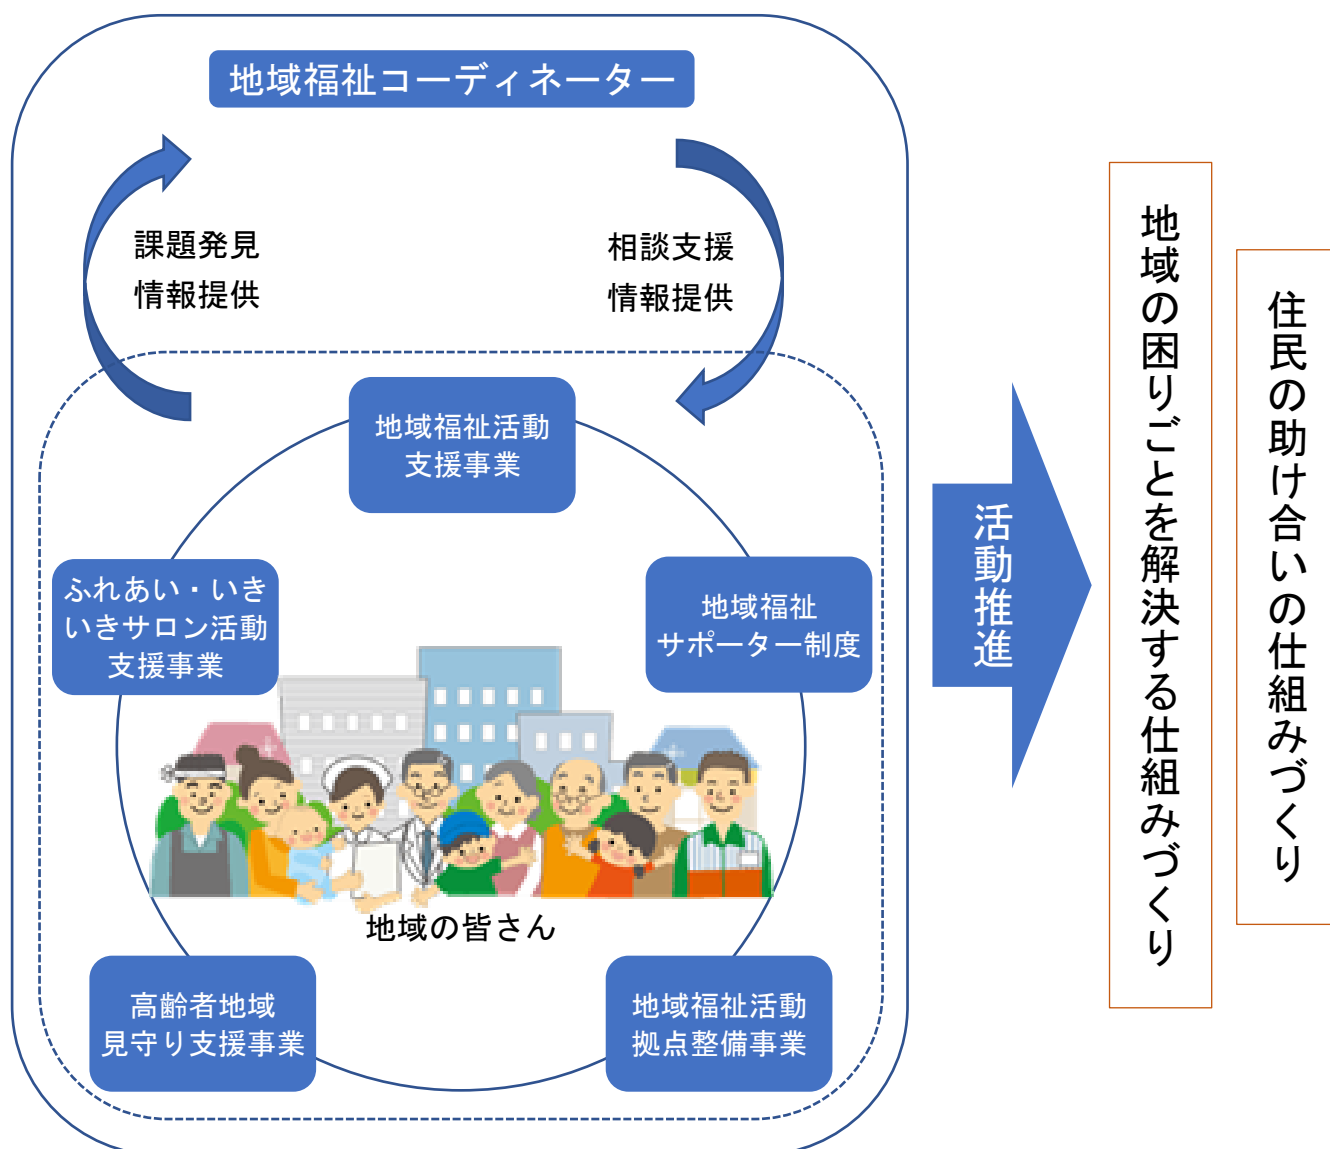 地域福祉コーディネーター
課題発見
情報提供
相談支援
情報提供
地域福祉活動
支援事業
ふれあい・いき
いきサロン活動
支援事業
地域福祉
サポーター制度
地域の皆さん
高齢者地域
見守り支援事業
地域福祉活動
拠点整備事業
活動推進
地域の困りごとを解決する仕組みづくり
住民の助け合いの仕組みづくり